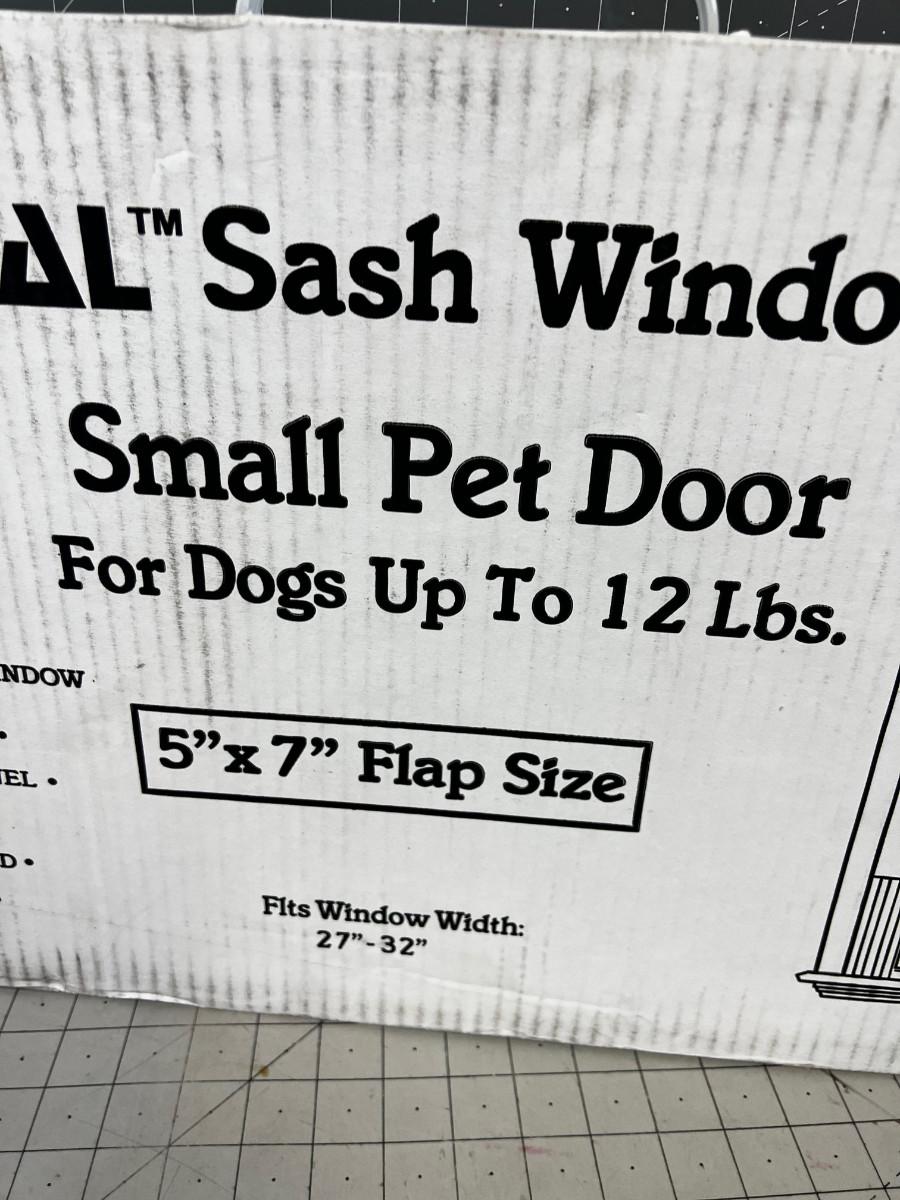 AL™ Sash Windo
Small Pet Door
For Dogs Up To 12 Lbs.
NDOW
EL •
D •
5”x 7” Flap Size
Fits Window Width:
27”- 32”